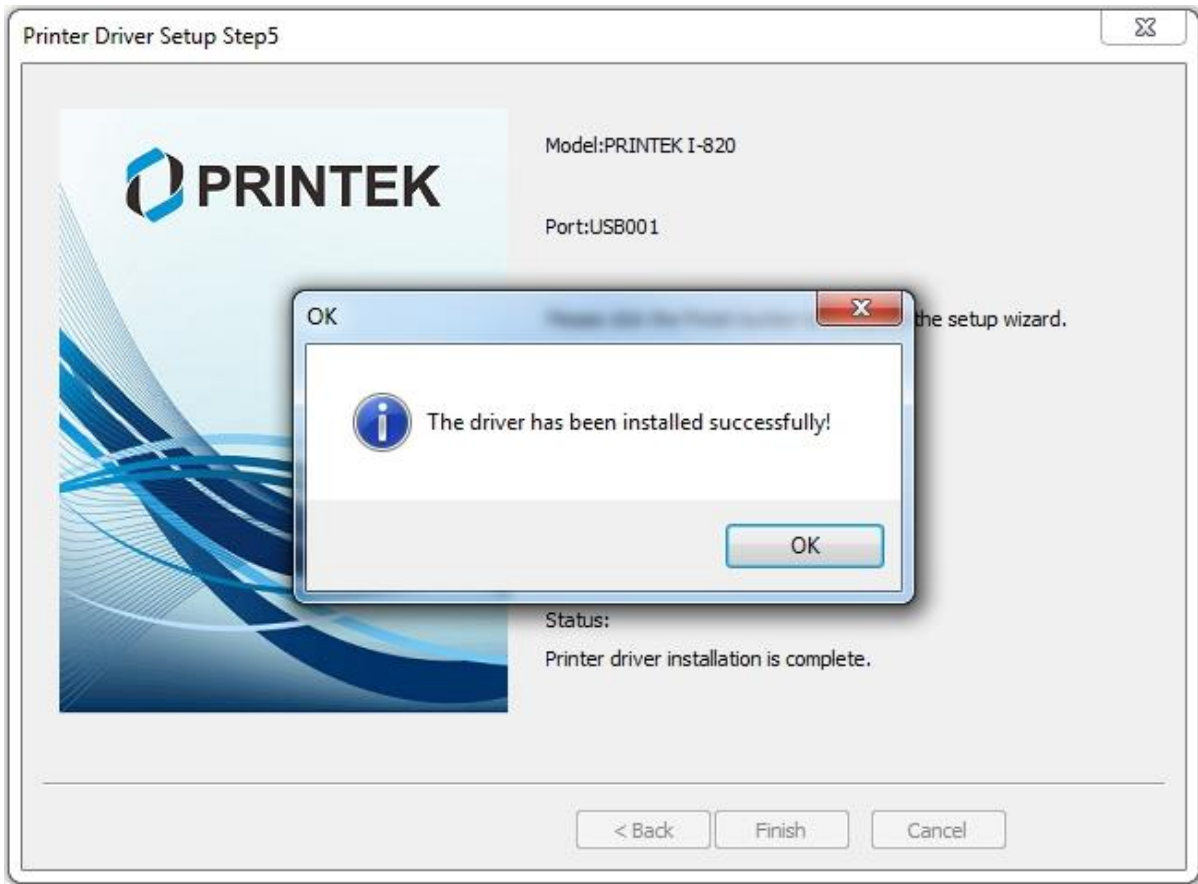 Printer Driver Setup Step5
PRINTEK
Model:PRINTEK I-820
Port:USB001
OK
the setup wizard.
The driver has been installed successfully!
OK
Status:
Printer driver installation is complete.
< Back
Finish
Cancel